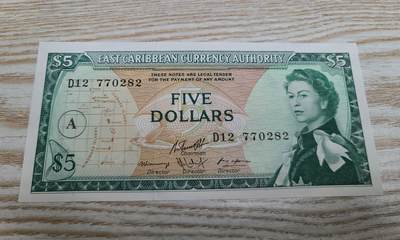 $5 EAST CARIBBEAN CURRENCY AUTHORITY $5
THESE NOTES ARE LEGAL TENDER
FOR THE PAYMENT OF ANY AMOUNT
D12 770282
FIVE
DOLLARS
A
D12 770282
Chairman
$5
Director Director Director